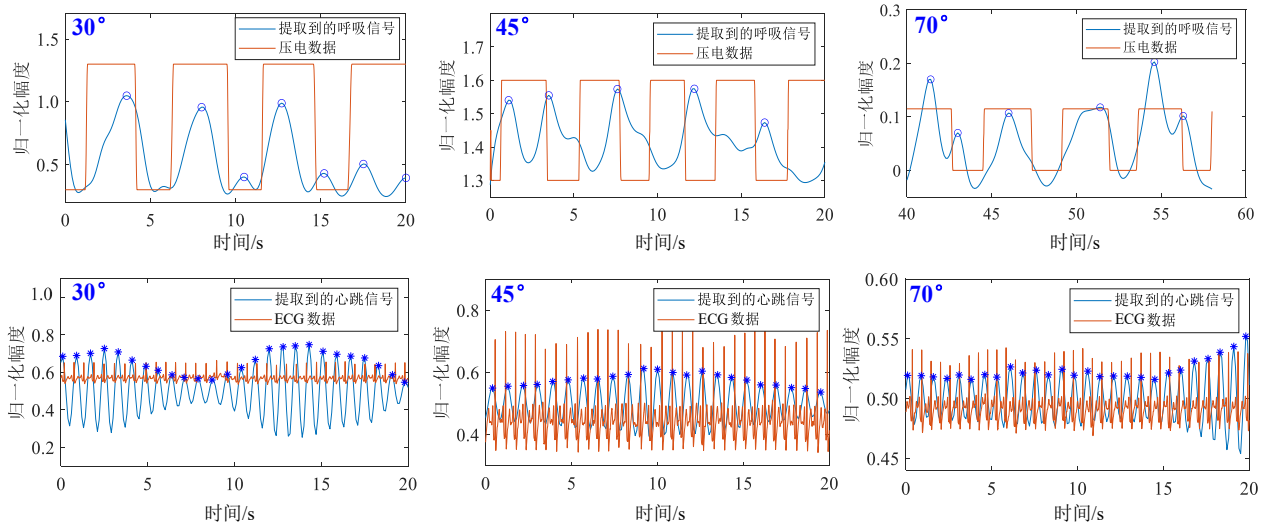 30°
提取到的呼吸信号
压电数据
归一化幅度
1.5
1.0
0.5
0
5
10
15
20
时间/s
45°
提取到的呼吸信号
压电数据
归一化幅度
1.7
1.6
1.5
1.4
1.3
0
5
10
15
20
时间/s
70°
提取到的呼吸信号
压电数据
归一化幅度
0.3
0.2
0.1
0
40
45
50
55
60
时间/s
30°
提取到的心跳信号
ECG 数据
归一化幅度
1.0
0.8
0.6
0.4
0.2
0
5
10
15
20
时间/s
45°
提取到的心跳信号
ECG 数据
归一化幅度
0.8
0.6
0.4
0
5
10
15
20
时间/s
70°
提取到的心跳信号
ECG 数据
归一化幅度
0.60
0.55
0.50
0.45
0
5
10
15
20
时间/s